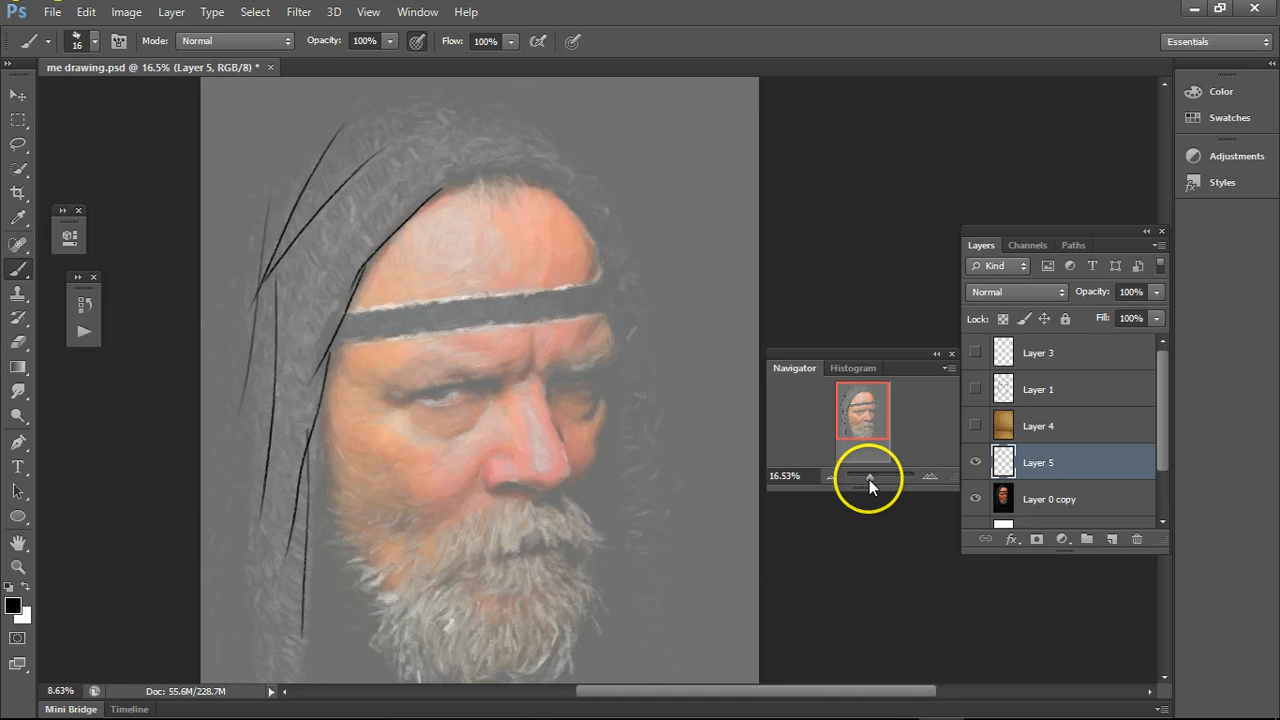 Ps File Edit Image Layer Type Select Filter 3D View Window Help
16 Mode: Normal Opacity: 100% Flow: 100% Essentials
me drawing.psd @ 16.5% (Layer 5, RGB/8) *
Color
Swatches
Adjustments
Styles
Layers Channels Paths
Kind
Normal Opacity: 100%
Lock: Fill: 100%
Layer 3
Layer 1
Layer 4
Layer 5
Layer 0 copy
fx
Navigator Histogram
16.53%
8.63% Doc: 55.6M/228.7M
Mini Bridge Timeline